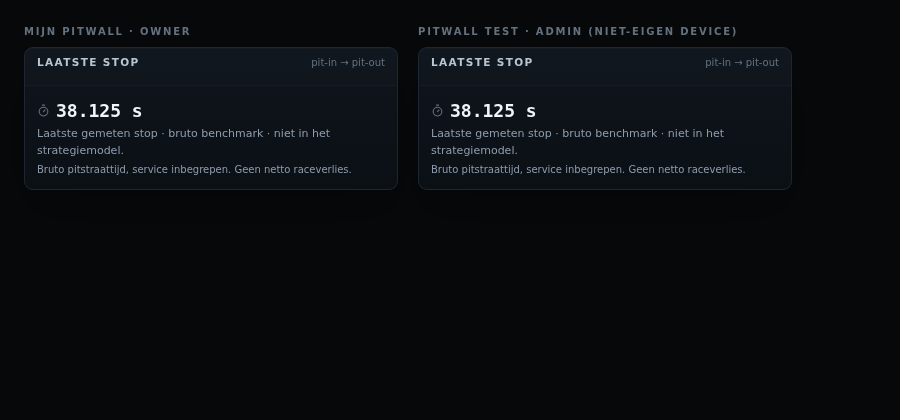 MIJN PITWALL · OWNER
LAATSTE STOP
pit-in → pit-out
38.125 s
Laatste gemeten stop · bruto benchmark · niet in het
strategiemodel.
Bruto pitstraattijd, service inbegrepen. Geen netto raceverlies.
PITWALL TEST · ADMIN (NIET-EIGEN DEVICE)
LAATSTE STOP
pit-in → pit-out
38.125 s
Laatste gemeten stop · bruto benchmark · niet in het
strategiemodel.
Bruto pitstraattijd, service inbegrepen. Geen netto raceverlies.